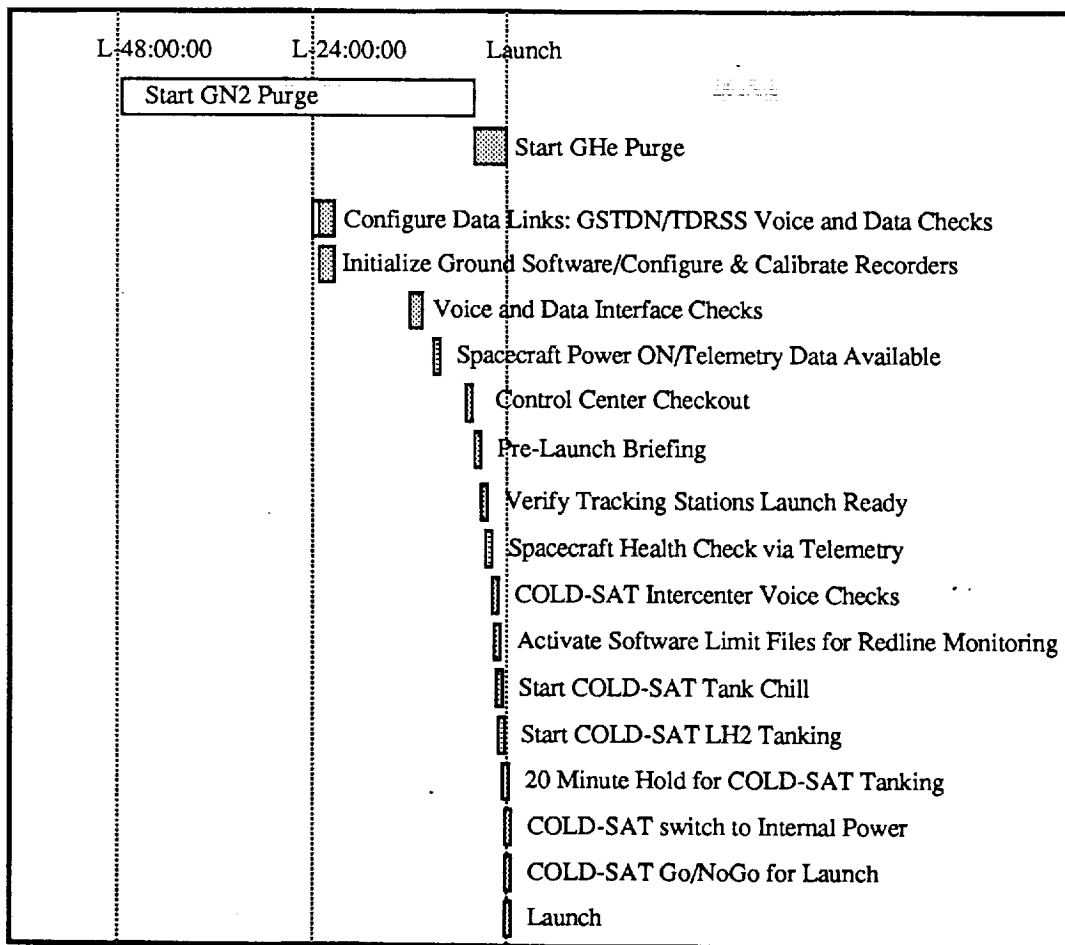 L-48:00:00 L-24:00:00 Launch
Start GN2 Purge
Start GHe Purge
Configure Data Links: GSTDN/TDRSS Voice and Data Checks
Initialize Ground Software/Configure & Calibrate Recorders
Voice and Data Interface Checks
Spacecraft Power ON/Telemetry Data Available
Control Center Checkout
Pre-Launch Briefing
Verify Tracking Stations Launch Ready
Spacecraft Health Check via Telemetry
COLD-SAT Intercenter Voice Checks
Activate Software Limit Files for Redline Monitoring
Start COLD-SAT Tank Chill
Start COLD-SAT LH2 Tanking
20 Minute Hold for COLD-SAT Tanking
COLD-SAT switch to Internal Power
COLD-SAT Go/NoGo for Launch
Launch